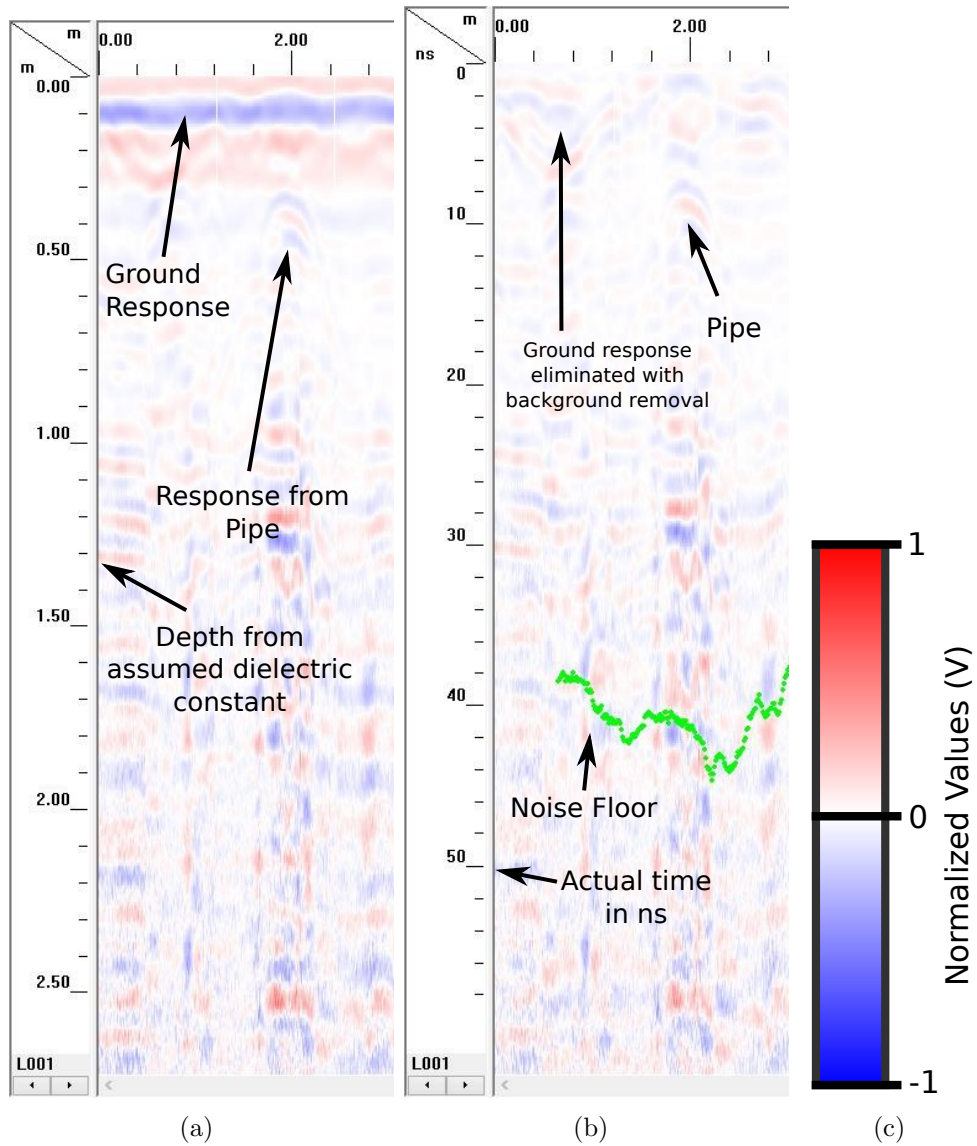 m
0.00
2.00
m
0.00
0.50
1.00
1.50
2.00
2.50
Ground
Response
Response from
Pipe
Depth from
assumed dielectric
constant
L001
(a)
m
0.00
2.00
ns
0
10
20
30
40
50
Pipe
Ground response
eliminated with
background removal
Noise Floor
Actual time
in ns
L001
(b)
1
0
-1
Normalized Values (V)
(c)